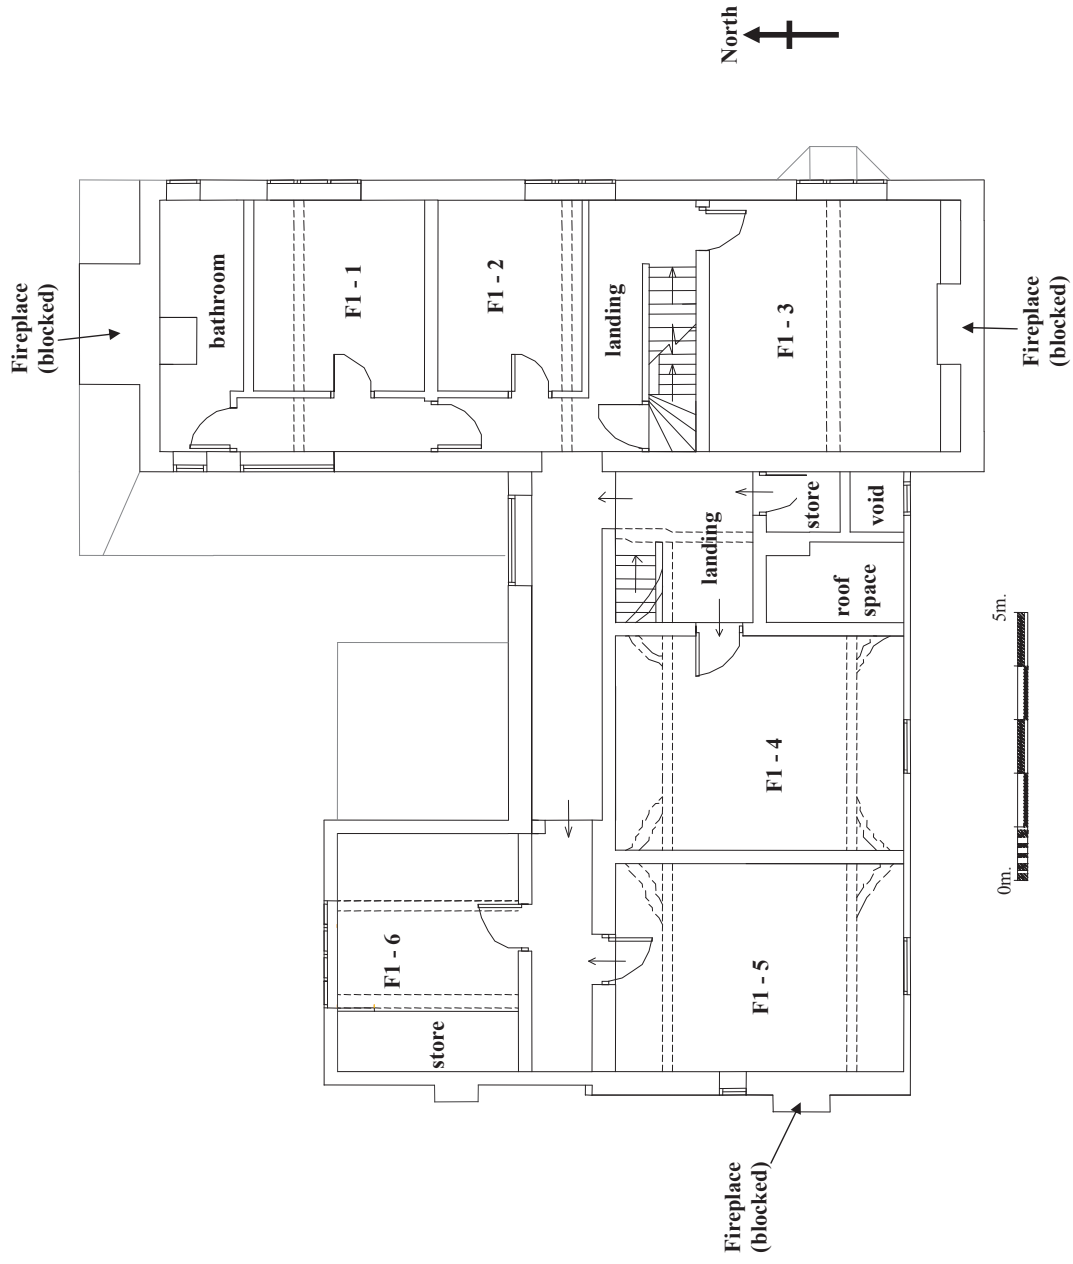 North
Fireplace
(blocked)
bathroom
F1 - 1
F1 - 2
landing
F1 - 3
Fireplace
(blocked)
landing
store
void
roof
space
F1 - 4
F1 - 5
F1 - 6
store
Fireplace
(blocked)
0m.
5m.